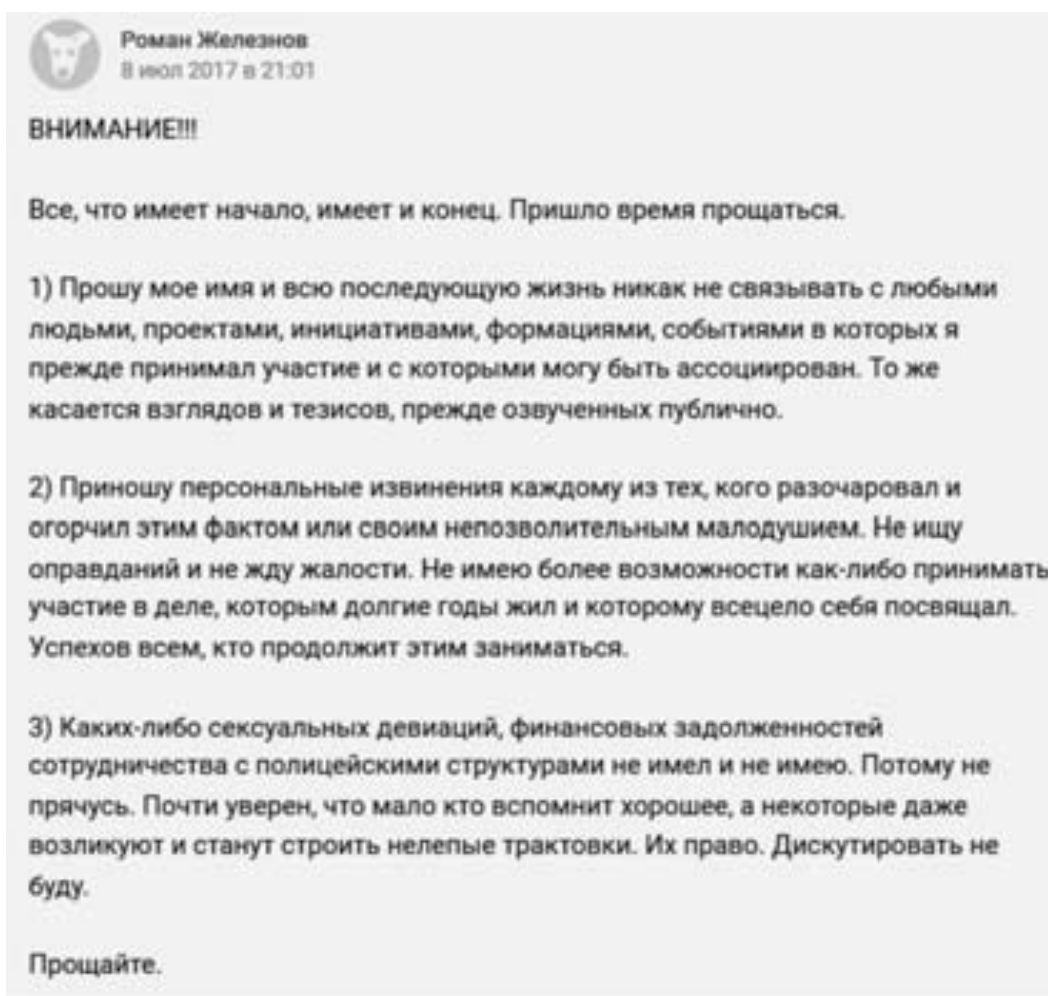 Роман Железнов
8 июл 2017 в 21:01
ВНИМАНИЕ!!!
Все, что имеет начало, имеет и конец. Пришло время прощаться.
1) Прошу мое имя и всю последующую жизнь никак не связывать с любыми
людьми, проектами, инициативами, формациями, событиями в которых я
прежде принимал участие и с которыми могу быть ассоциирован. То же
касается взглядов и тезисов, прежде озвученных публично.
2) Приношу персональные извинения каждому из тех, кого разочаровал и
огорчил этим фактом или своим непозволительным малодушием. Не ищу
оправданий и не жду жалости. Не имею более возможности как-либо принимать
участие в деле, которым долгие годы жил и которому всецело себя посвящал.
Успехов всем, кто продолжит этим заниматься.
3) Каких-либо сексуальных девиаций, финансовых задолженностей
сотрудничества с полицейскими структурами не имел и не имею. Потому не
прячусь. Почти уверен, что мало кто вспомнит хорошее, а некоторые даже
возликуют и станут строить нелепые трактовки. Их право. Дискутировать не
буду.
Прощайте.